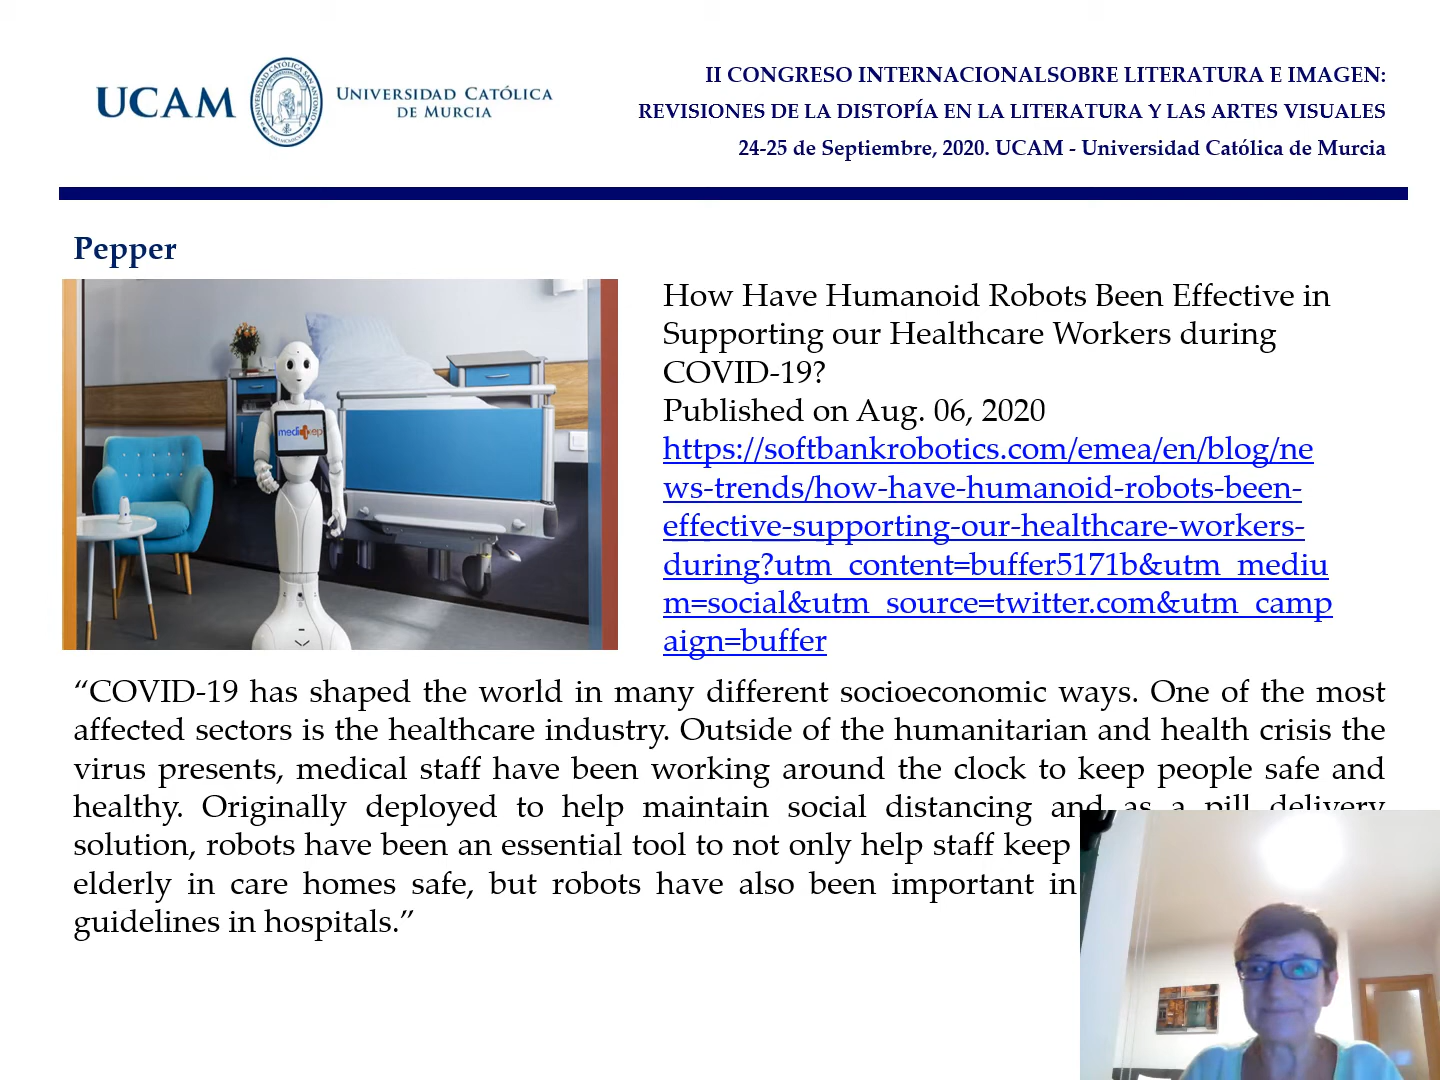 UCAM
UNIVERSIDAD CATÓLICA
DE MURCIA
II CONGRESO INTERNACIONALSOBRE LITERATURA E IMAGEN:
REVISIONES DE LA DISTOPÍA EN LA LITERATURA Y LAS ARTES VISUALES
24-25 de Septiembre, 2020. UCAM - Universidad Católica de Murcia
Pepper
How Have Humanoid Robots Been Effective in
Supporting our Healthcare Workers during
COVID-19?
Published on Aug. 06, 2020
https://softbankrobotics.com/emea/en/blog/ne
ws-trends/how-have-humanoid-robots-been-
effective-supporting-our-healthcare-workers-
during?utm_content=buffer5171b&utm_mediu
m=social&utm_source=twitter.com&utm_camp
aign=buffer
“COVID-19 has shaped the world in many different socioeconomic ways. One of the most
affected sectors is the healthcare industry. Outside of the humanitarian and health crisis the
virus presents, medical staff have been working around the clock to keep people safe and
healthy. Originally deployed to help maintain social distancing and as a pill delivery
solution, robots have been an essential tool to not only help staff keep
elderly in care homes safe, but robots have also been important in
guidelines in hospitals.”